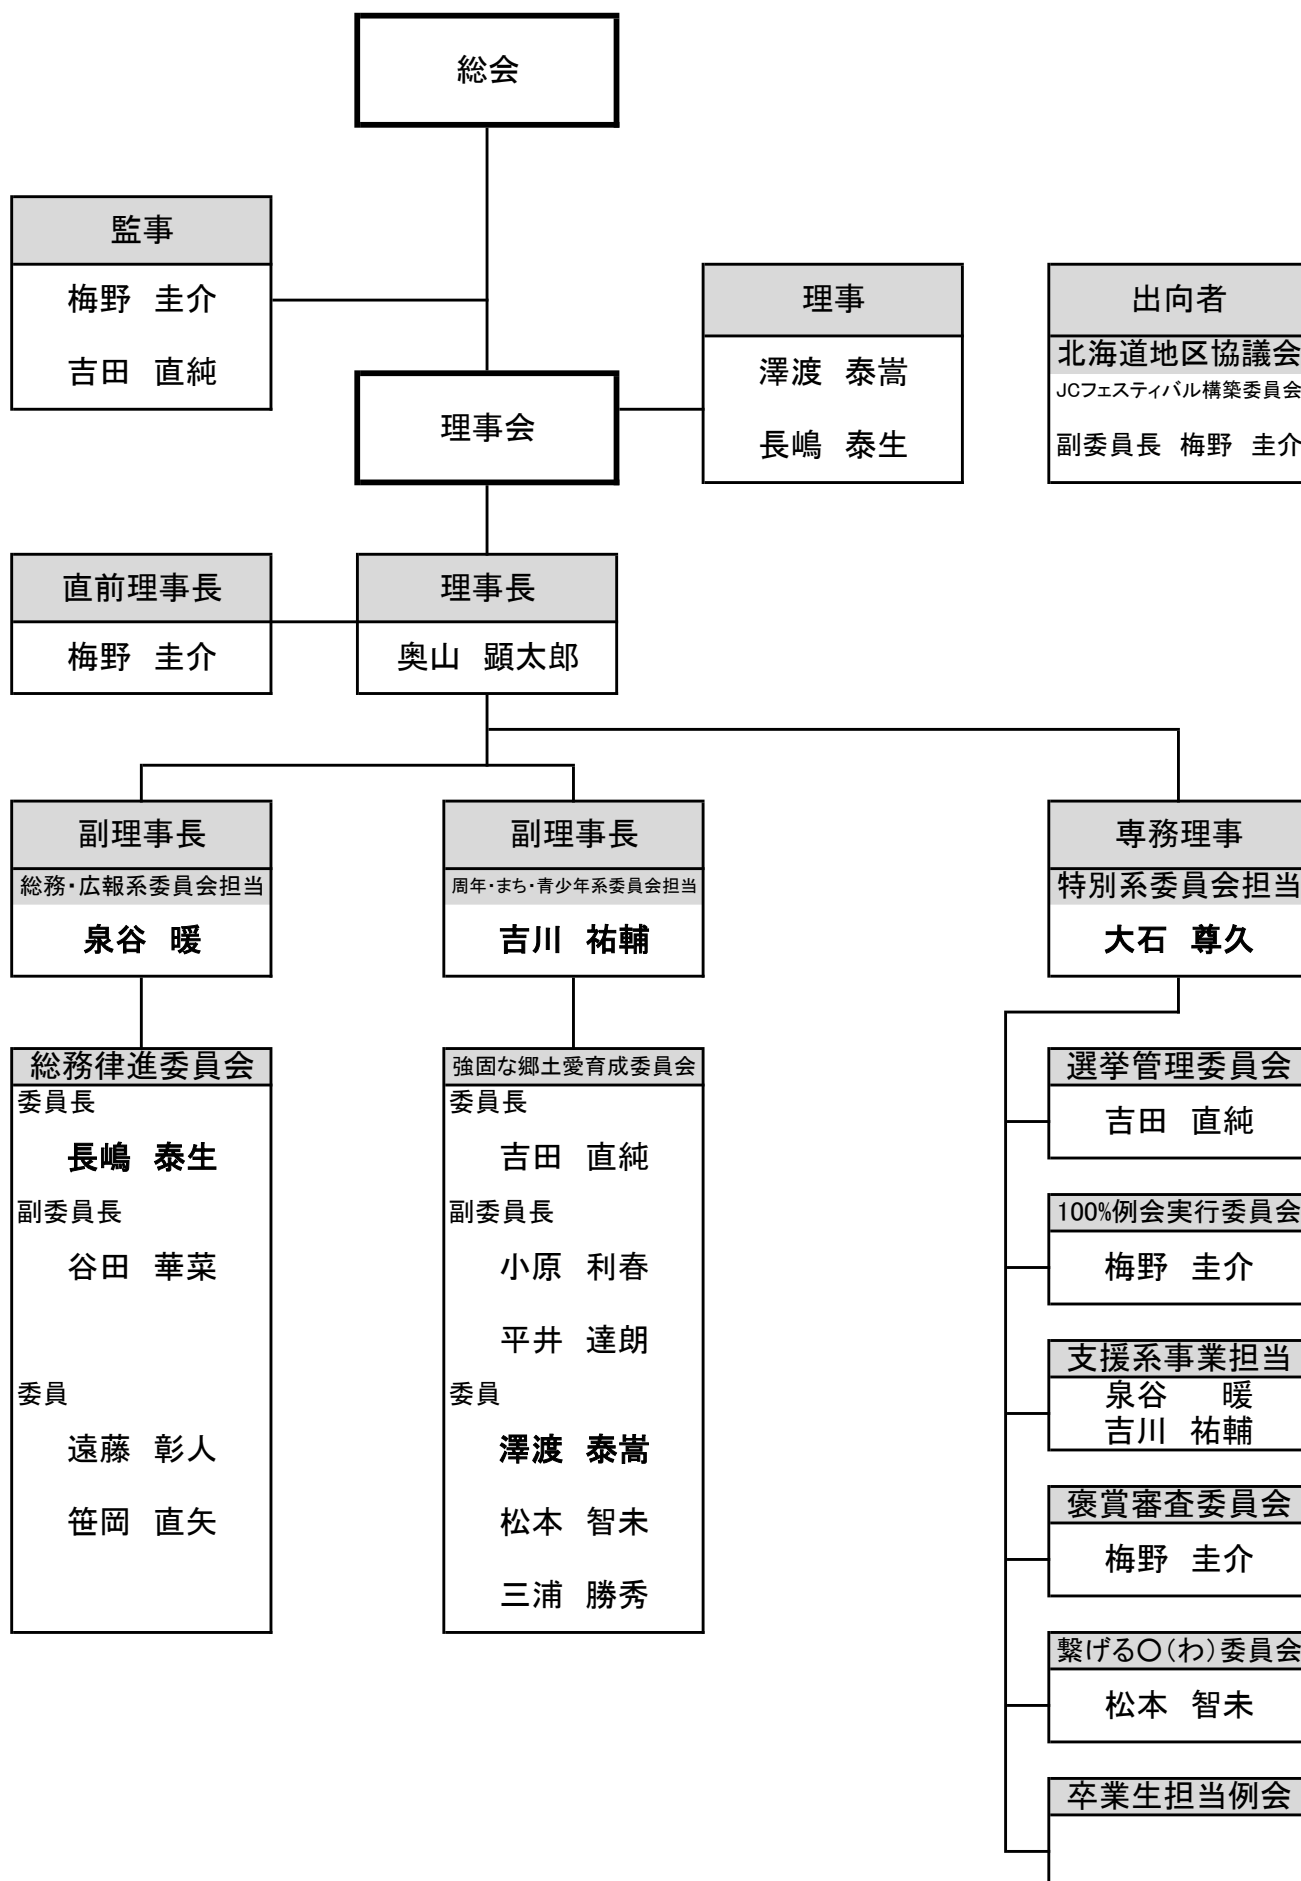 総会
監事
梅野 圭介
吉田 直純
理事
澤渡 泰嵩
長嶋 泰生
出向者
北海道地区協議会
JCフェスティバル構築委員会
副委員長 梅野 圭介
理事会
直前理事長
梅野 圭介
理事長
奥山 顕太郎
副理事長
総務・広報系委員会担当
泉谷 暖
副理事長
周年・まち・青少年系委員会担当
吉川 祐輔
専務理事
特別系委員会担当
大石 尊久
総務律進委員会
委員長
長嶋 泰生
副委員長
谷田 華菜
委員
遠藤 彰人
笹岡 直矢
強固な郷土愛育成委員会
委員長
吉田 直純
副委員長
小原 利春
平井 達朗
委員
澤渡 泰嵩
松本 智未
三浦 勝秀
選挙管理委員会
吉田 直純
100%例会実行委員会
梅野 圭介
支援系事業担当
泉谷 暖
吉川 祐輔
褒賞審査委員会
梅野 圭介
繋げる〇(わ)委員会
松本 智未
卒業生担当例会